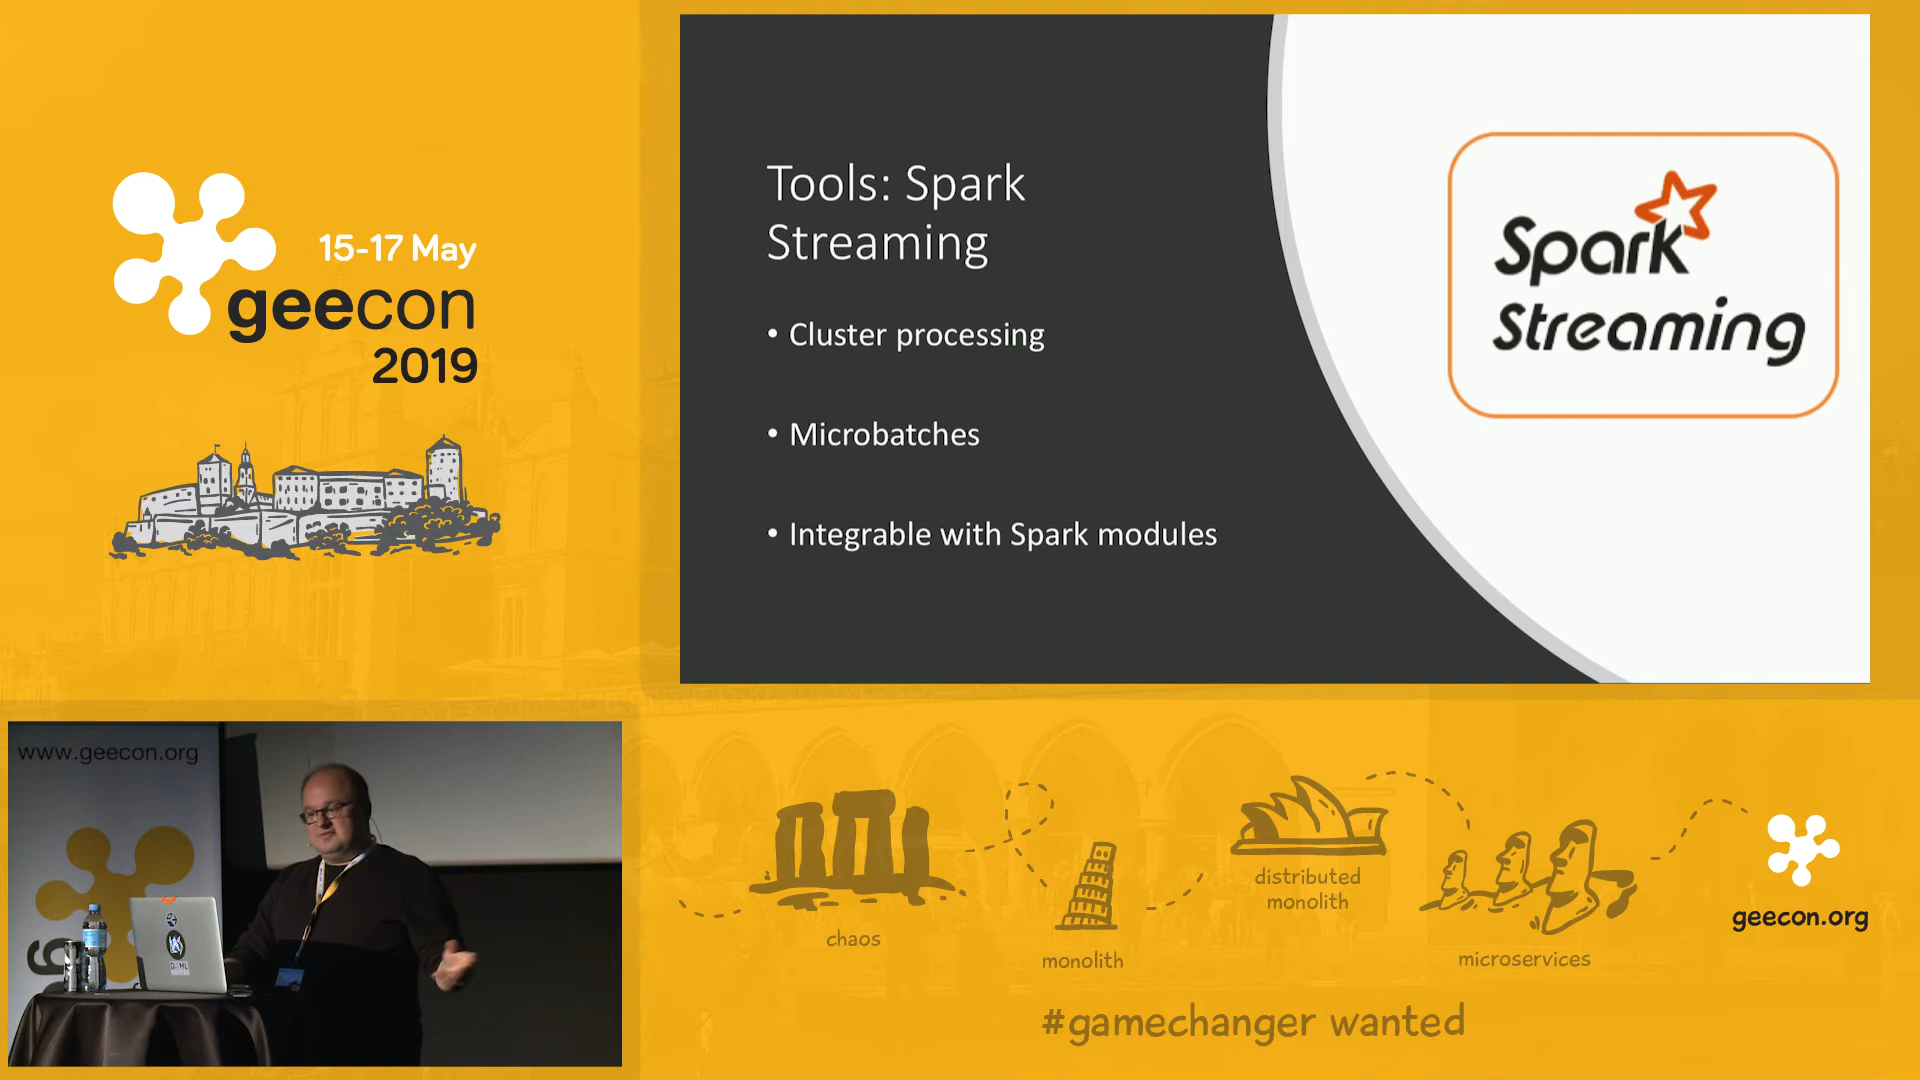 15-17 May
geecon
2019
Tools: Spark
Streaming
• Cluster processing
• Microbatches
• Integrable with Spark modules
Spark
Streaming
www.geecon.org
chaos
monolith
distributed
monolith
microservices
geecon.org
#gamechanger wanted